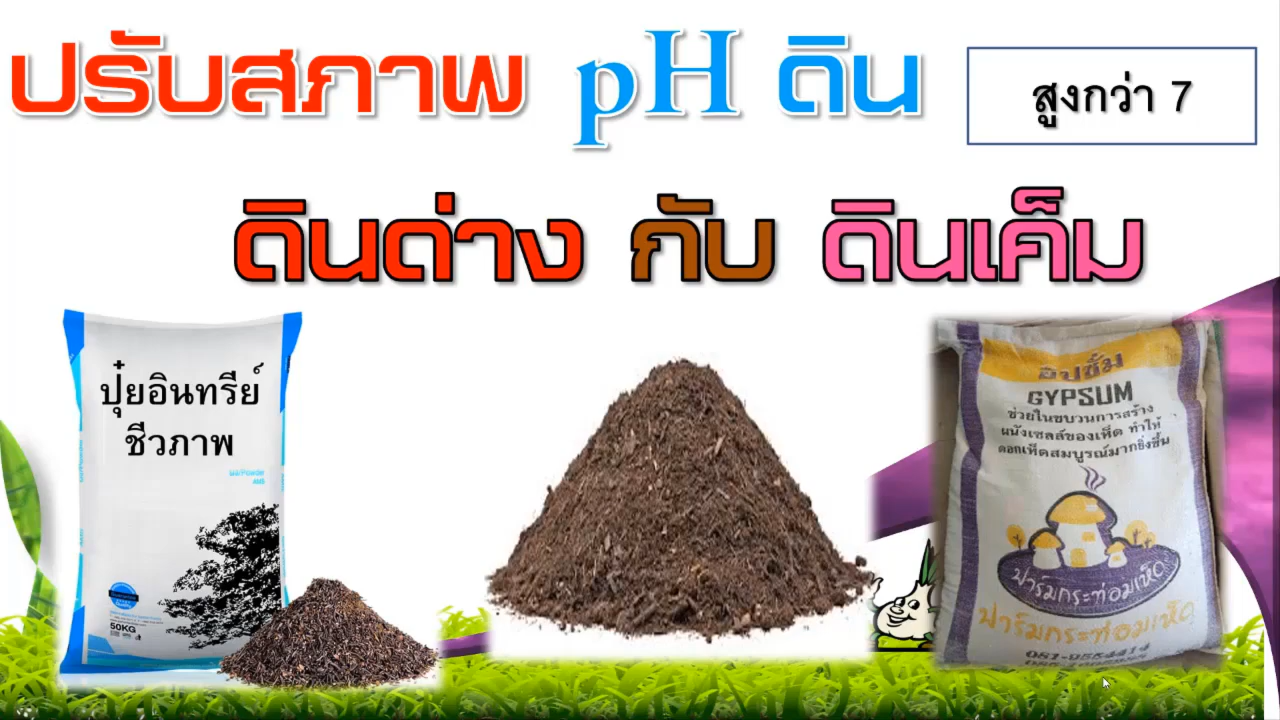 ปรับสภาพ pH ดิน
สูงกว่า 7
ดินด่าง กับ ดินเค็ม
ปุ๋ยอินทรีย์
ชีวภาพ
50KG
ยิปซั่ม
GYPSUM
ช่วยในขบวนการสร้าง
ผนังเซลล์ของเห็ด ทำให้
ดอกเห็ดสมบูรณ์มากยิ่งขึ้น
ฟาร์มกระท่อมเห็ด
ฟาร์มกระท่อมเห็ด
081-9554414